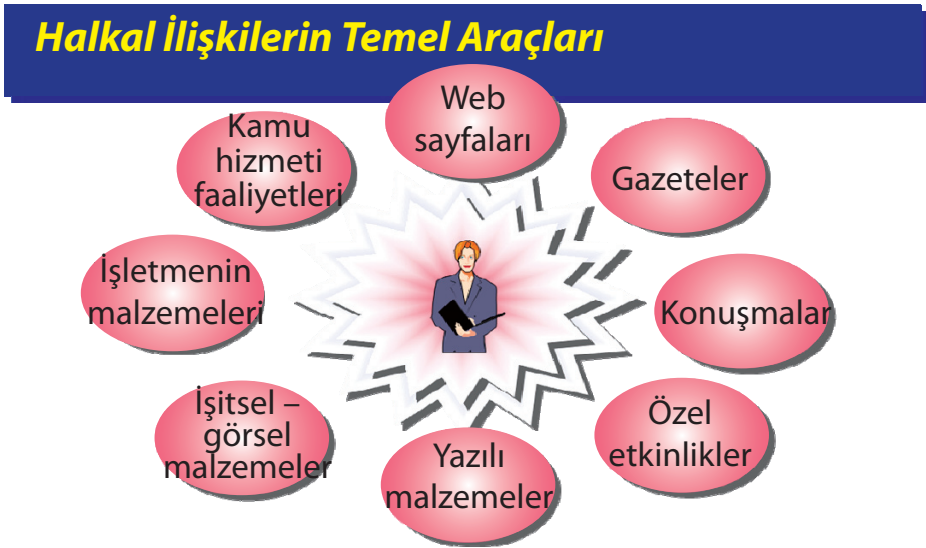 Halkal İlişkilerin Temel Araçları
Web
sayfaları
Gazeteler
Konuşmalar
Özel
etkinlikler
Yazılı
malzemeler
İşitsel –
görsel
malzemeler
İşletmenin
malzemeleri
Kamu
hizmeti
faaliyetleri